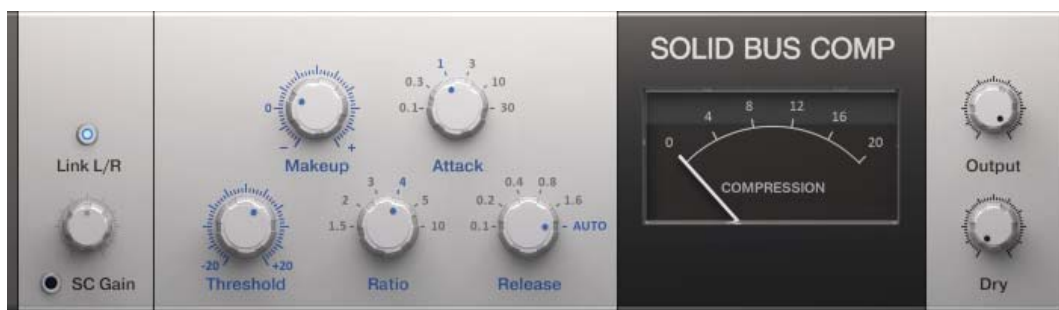 Link L/R
SC Gain
0
- +
Makeup
0.1 0.3 1 3 10 30
Attack
-20 +20
Threshold
1.5 2 3 4 5 10
Ratio
0.1 0.2 0.4 0.8 1.6 AUTO
Release
SOLID BUS COMP
0 4 8 12 16 20
COMPRESSION
Output
Dry